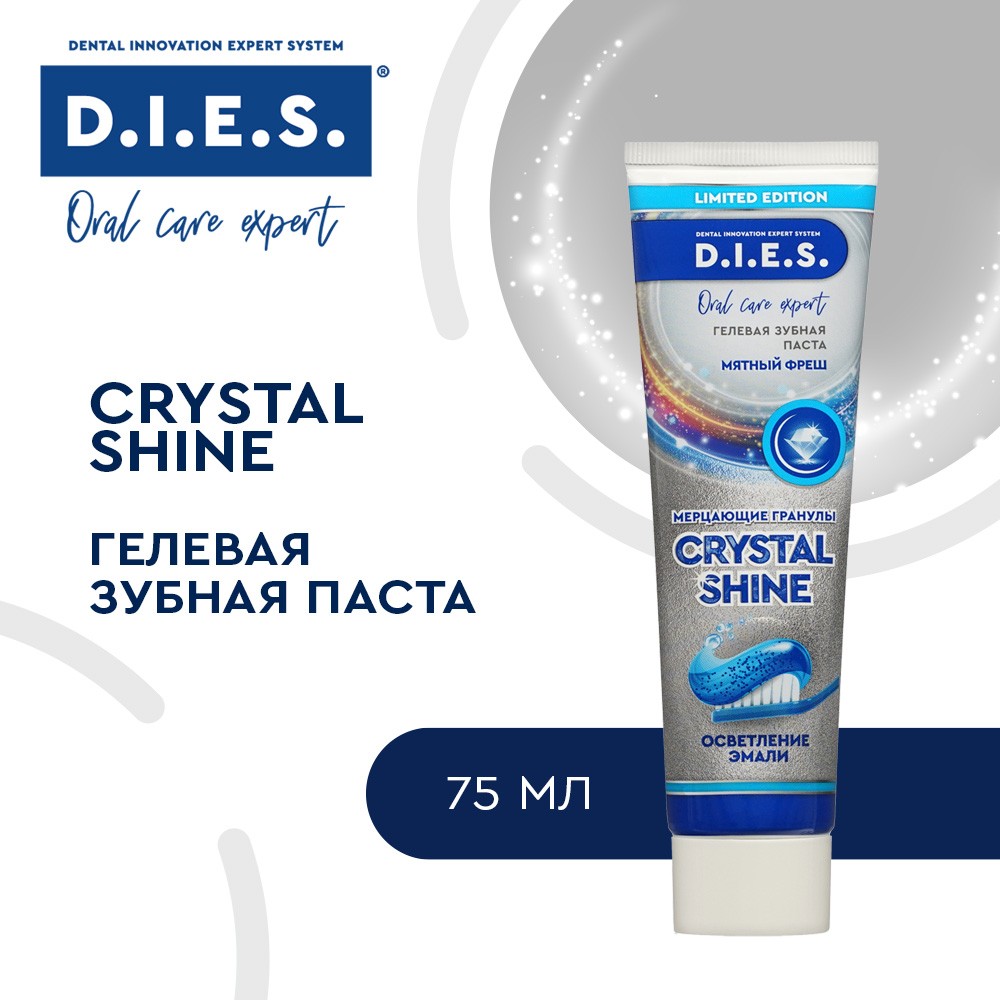 DENTAL INNOVATION EXPERT SYSTEM
D.I.E.S.®
Oral care expert
CRYSTAL
SHINE
ГЕЛЕВАЯ
ЗУБНАЯ ПАСТА
75 МЛ
LIMITED EDITION
DENTAL INNOVATION EXPERT SYSTEM
D.I.E.S.
Oral care expert
ГЕЛЕВАЯ ЗУБНАЯ
ПАСТА
МЯТНЫЙ ФРЕШ
МЕРЦАЮЩИЕ ГРАНУЛЫ
CRYSTAL
SHINE
ОСВЕТЛЕНИЕ
ЭМАЛИ